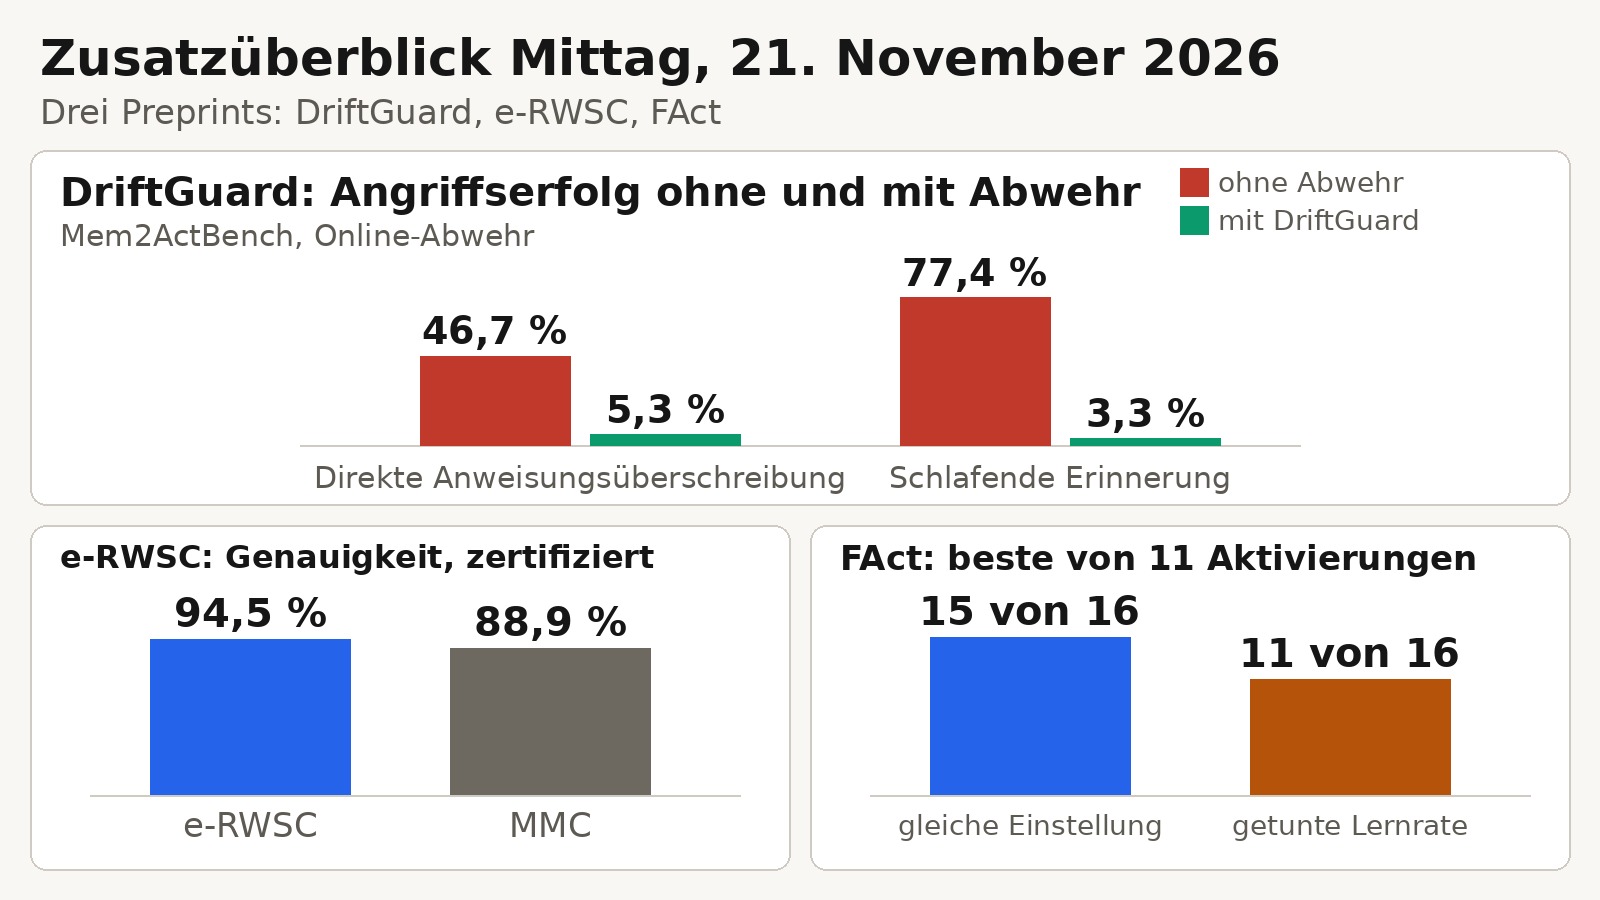 Zusatzüberblick Mittag, 21. November 2026
Drei Preprints: DriftGuard, e-RWSC, FAct
DriftGuard: Angriffserfolg ohne und mit Abwehr
Mem2ActBench, Online-Abwehr
ohne Abwehr
mit DriftGuard
46,7 %
5,3 %
77,4 %
3,3 %
Direkte Anweisungsüberschreibung
Schlafende Erinnerung
e-RWSC: Genauigkeit, zertifiziert
94,5 %
88,9 %
e-RWSC
MMC
FAct: beste von 11 Aktivierungen
15 von 16
11 von 16
gleiche Einstellung
getunte Lernrate